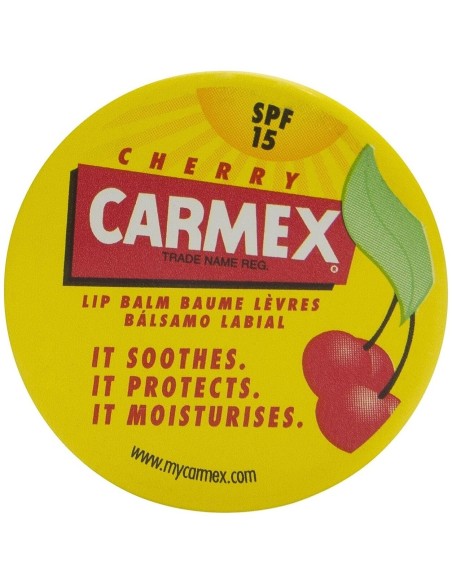 SPF
15
CHERRY
CARMEX
TRADE NAME REG. ®
LIP BALM BAUME LÈVRES
BÁLSAMO LABIAL
IT SOOTHES.
IT PROTECTS.
IT MOISTURISES.
www.mycarmex.com